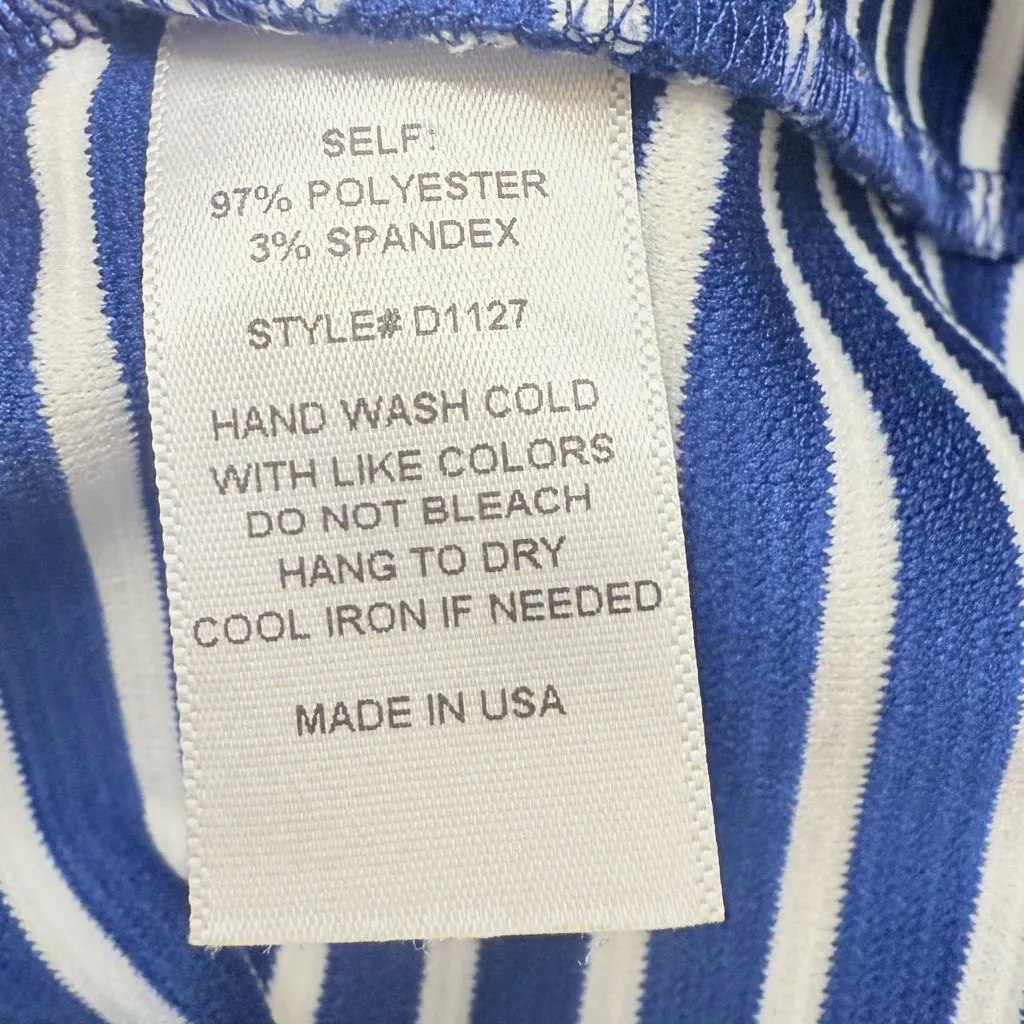 SELF:
97% POLYESTER
3% SPANDEX
STYLE# D1127
HAND WASH COLD
WITH LIKE COLORS
DO NOT BLEACH
HANG TO DRY
COOL IRON IF NEEDED
MADE IN USA